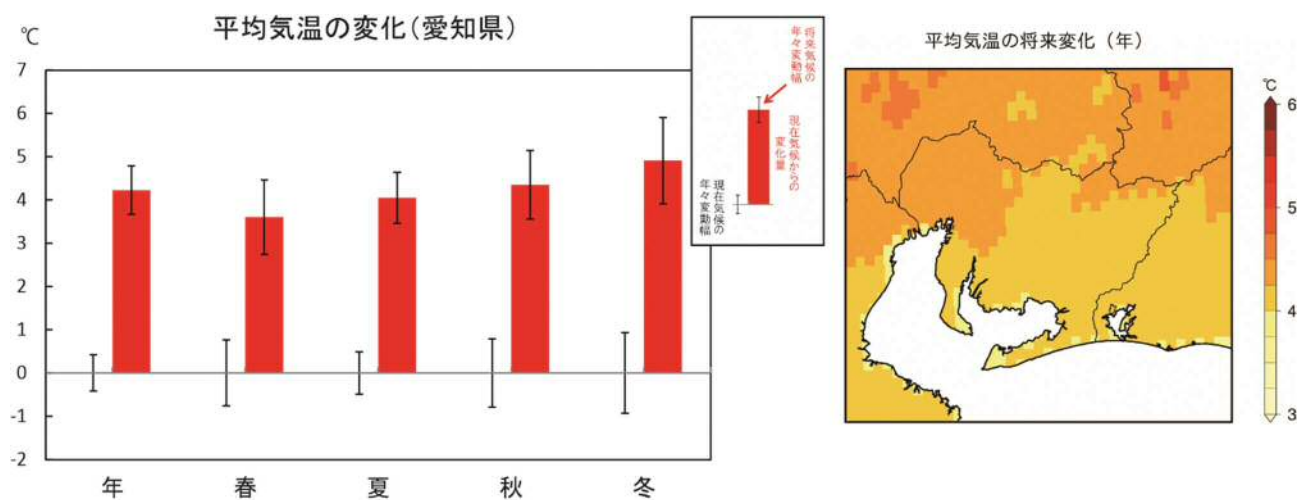 平均気温の変化(愛知県)
℃
7
6
5
4
3
2
1
0
-1
-2
年 春 夏 秋 冬
将来気候の
年々変動幅
現在気候からの
変化量
現在気候の
年々変動幅
平均気温の将来変化（年）
℃
6
5
4
3